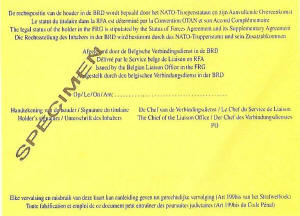 De rechtspositie van de houder in de BRD wordt bepaald door het NATO-Troepenstatuut en zijn Aanvullende Overeenkomst
Le statut du titulaire dans la RFA est déterminé par la Convention OTAN et son Accord Complémentaire
The legal status of the holder in the FRG is stipulated by the Status of Forces Agreement and its Supplementary Agreement
Die Rechtsstellung des Inhabers in der BRD wird bestimmt durch das NATO-Truppenstatut und sein Zusatzabkommen
Afgeleverd door de Belgische Verbindingsdienst in de BRD
Délivré par le Service belge de Liaison en RFA
Issued by the Belgian Liaison Office in the FRG
Ausgestellt durch den belgischen Verbindungsdienst in der BRD
Op/Le/On/Am:
SPECIMEN
Handtekening van de houder / Signature du titulaire
Holder's signature / Unterschrift des Inhabers
De Chef van de Verbindingsdienst / Le Chef du Service de Liaison
The Chief of the Liaison Office / Der Chef des Verbindungsdienstes
Elke vervalsing en misbruik van deze kaart kan aanleiding geven tot gerechtelijke vervolging (Art 199bis van het Strafwetboek)
Toute falsification et emploi de ce document peut entraîner des poursuites judiciaires (Art 199bis du Code Pénal)